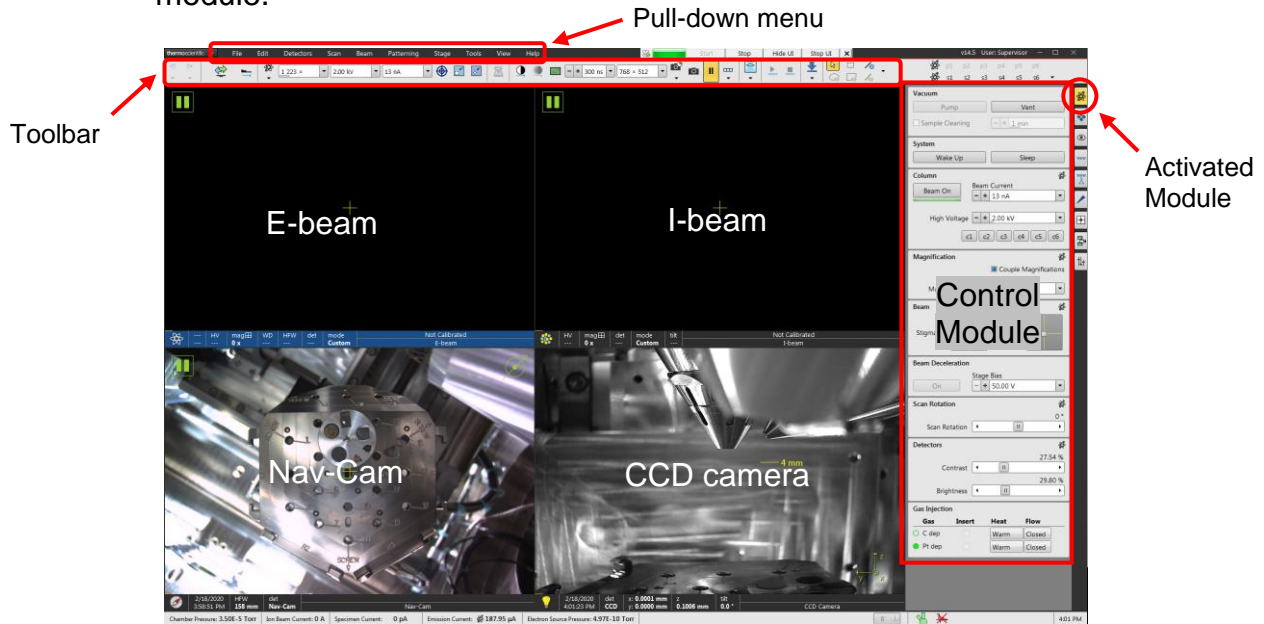 module.
Pull-down menu
thermoscientific File Edit Detectors Scan Beam Patterning Stage Tools View Help Start Stop Hide UI Stop UI v14.5 User: Supervisor
1 223 × 2.00 kV 13 nA 300 ns 768 × 512 s1 s2 s3 s4 s5 s6
Toolbar
Activated
Module
E-beam
I-beam
Nav-Cam
CCD camera
4 mm
SCREW
Control
Module
Vacuum
Pump Vent
Sample Cleaning 1 min
System
Wake Up Sleep
Column
Beam Current
Beam On 13 nA
High Voltage 2.00 kV
c1 c2 c3 c4 c5 c6
Magnification
Couple Magnifications
Beam
Beam Deceleration
Stage Bias
On 50.00 V
Scan Rotation
0 °
Scan Rotation
Detectors
27.54 %
Contrast
29.80 %
Brightness
Gas Injection
Gas Insert Heat Flow
C dep Warm Closed
Pt dep Warm Closed
--- HV mag WD HFW det mode Not Calibrated
--- 0 x --- --- --- Custom E-beam
HV mag det mode tilt Not Calibrated
--- 0 x --- Custom --- I-beam
2/18/2020 HFW det
3:58:51 PM 158 mm Nav-Cam Nav-Cam
2/18/2020 det x: 0.0001 mm z tilt
4:01:23 PM CCD y: 0.0000 mm 0.1006 mm 0.0 ° CCD Camera
Chamber Pressure: 3.50E-5 Torr Ion Beam Current: 0 A Specimen Current: 0 pA Emission Current: 187.95 µA Electron Source Pressure: 4.97E-10 Torr 4:01 PM